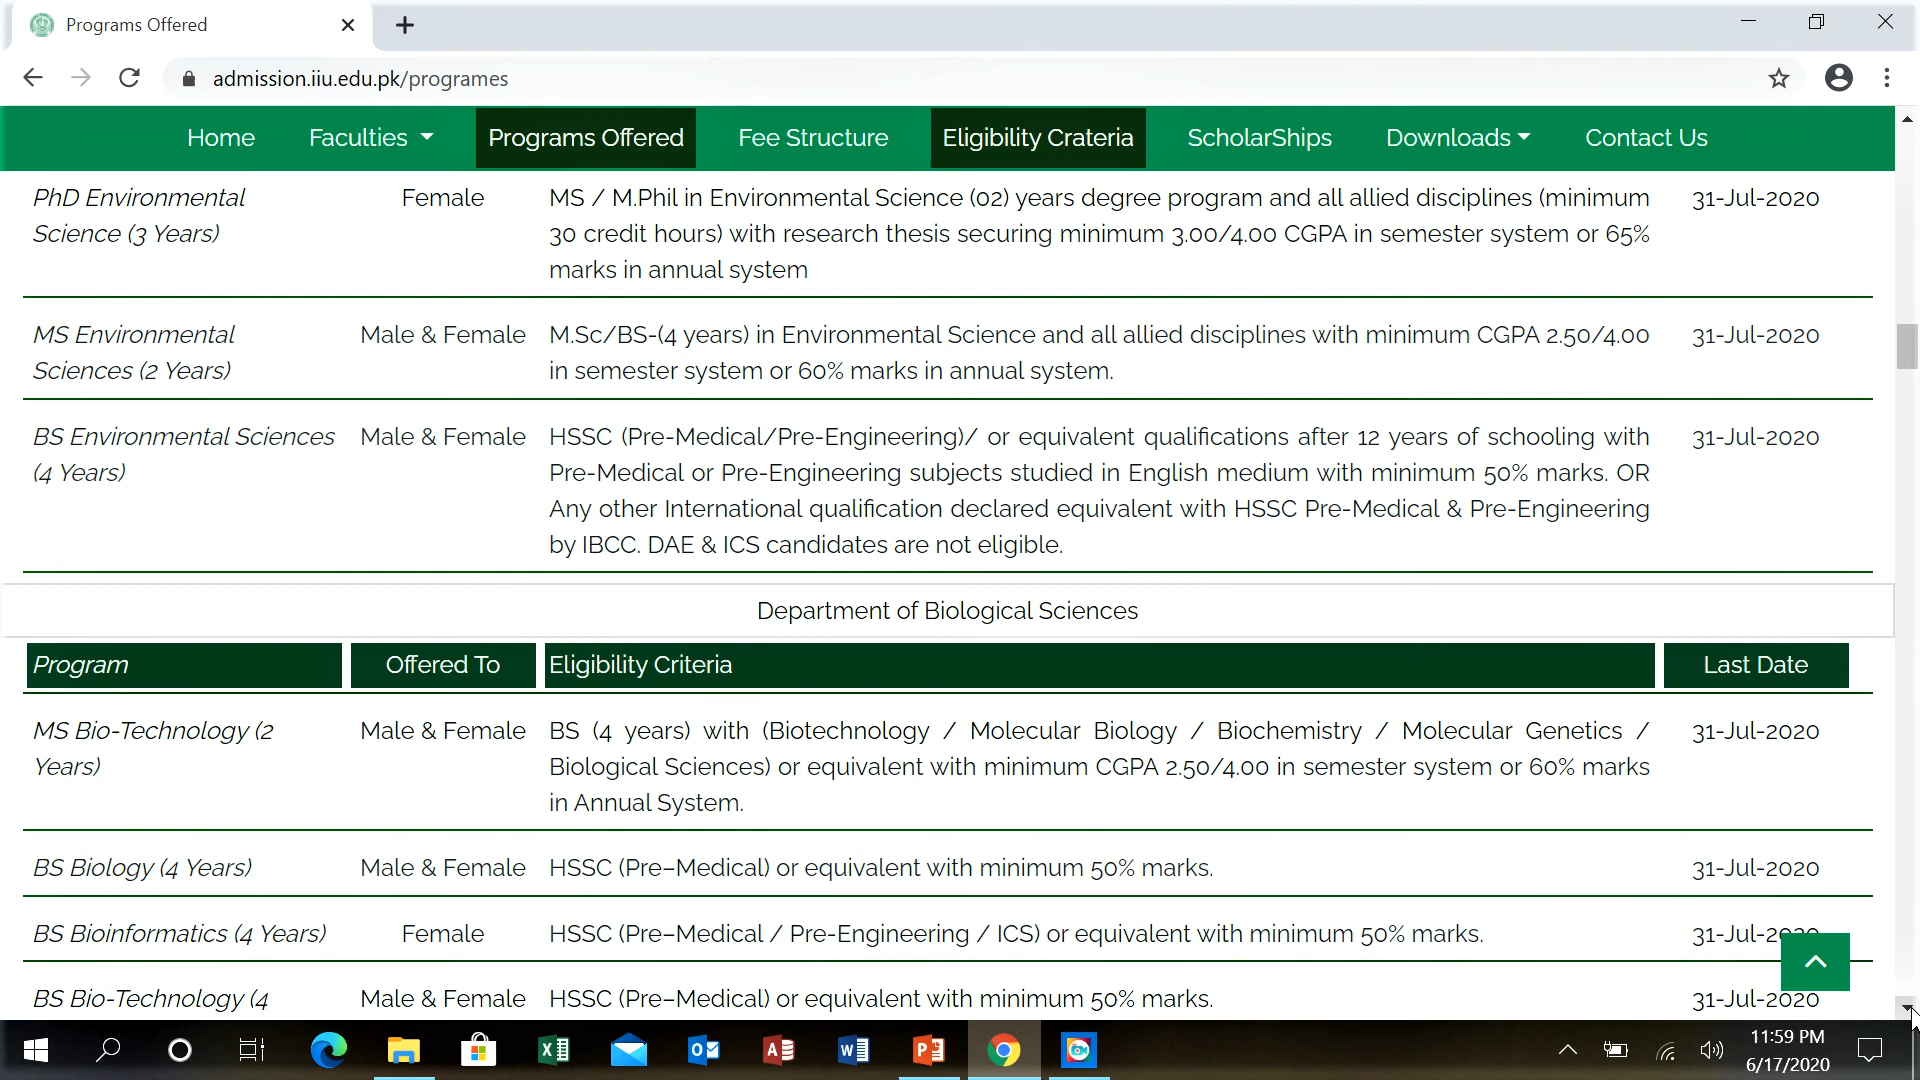 Programs Offered
admission.iiu.edu.pk/programes
Home Faculties Programs Offered Fee Structure Eligibility Crateria ScholarShips Downloads Contact Us
PhD Environmental Female MS / M.Phil in Environmental Science (02) years degree program and all allied disciplines (minimum 31-Jul-2020
Science (3 Years) 30 credit hours) with research thesis securing minimum 3.00/4.00 CGPA in semester system or 65%
marks in annual system
MS Environmental Male & Female M.Sc/BS-(4 years) in Environmental Science and all allied disciplines with minimum CGPA 2.50/4.00 31-Jul-2020
Sciences (2 Years) in semester system or 60% marks in annual system.
BS Environmental Sciences Male & Female HSSC (Pre-Medical/Pre-Engineering)/ or equivalent qualifications after 12 years of schooling with 31-Jul-2020
(4 Years) Pre-Medical or Pre-Engineering subjects studied in English medium with minimum 50% marks. OR
Any other International qualification declared equivalent with HSSC Pre-Medical & Pre-Engineering
by IBCC. DAE & ICS candidates are not eligible.
Department of Biological Sciences
Program Offered To Eligibility Criteria Last Date
MS Bio-Technology (2 Male & Female BS (4 years) with (Biotechnology / Molecular Biology / Biochemistry / Molecular Genetics / 31-Jul-2020
Years) Biological Sciences) or equivalent with minimum CGPA 2.50/4.00 in semester system or 60% marks
in Annual System.
BS Biology (4 Years) Male & Female HSSC (Pre–Medical) or equivalent with minimum 50% marks. 31-Jul-2020
BS Bioinformatics (4 Years) Female HSSC (Pre–Medical / Pre-Engineering / ICS) or equivalent with minimum 50% marks. 31-Jul-2020
BS Bio-Technology (4 Male & Female HSSC (Pre–Medical) or equivalent with minimum 50% marks. 31-Jul-2020
11:59 PM
6/17/2020